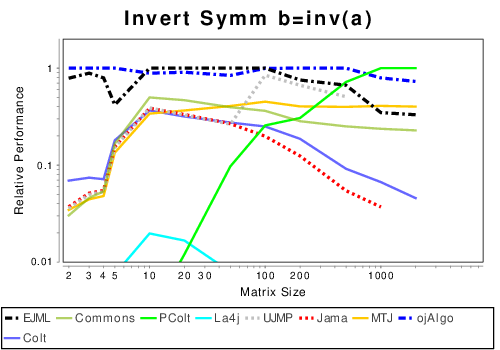 Invert Symm b=inv(a)
Relative Performance
1
0.1
0.01
2 3 4 5 10 20 30 100 200 1000
Matrix Size
EJML Commons PColt La4j UJMP Jama MTJ ojAlgo
Colt